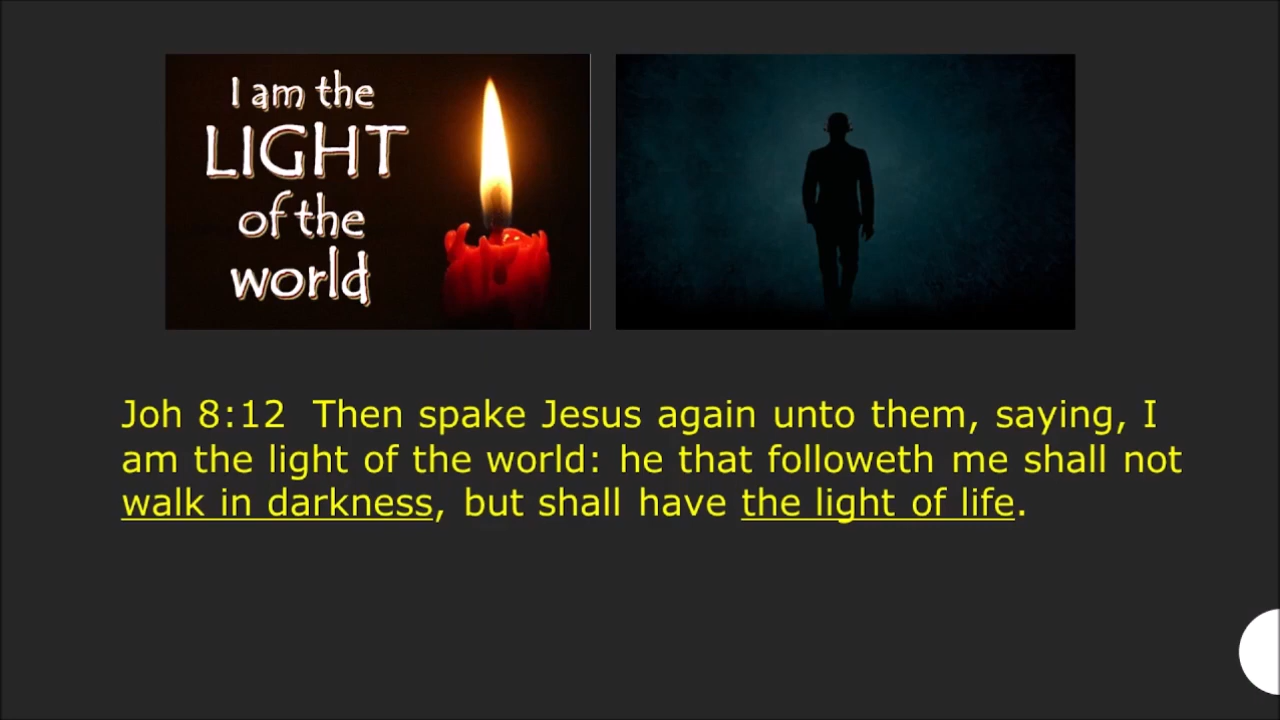 I am the
LIGHT
of the
world
Joh 8:12  Then spake Jesus again unto them, saying, I
am the light of the world: he that followeth me shall not
walk in darkness, but shall have the light of life.